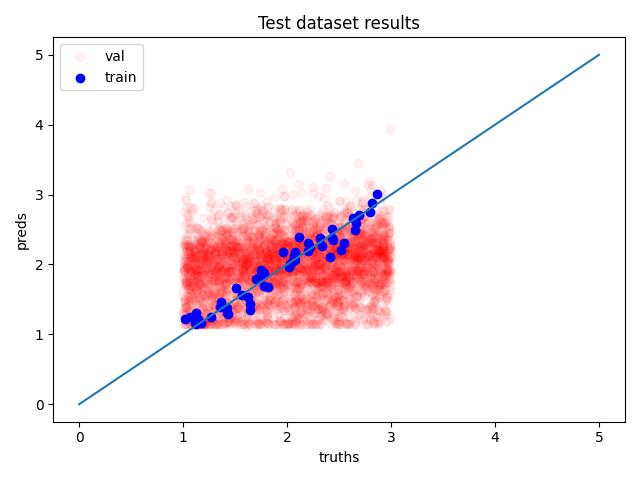 Test dataset results
val
train
5
4
3
2
1
0
preds
0 1 2 3 4 5
truths